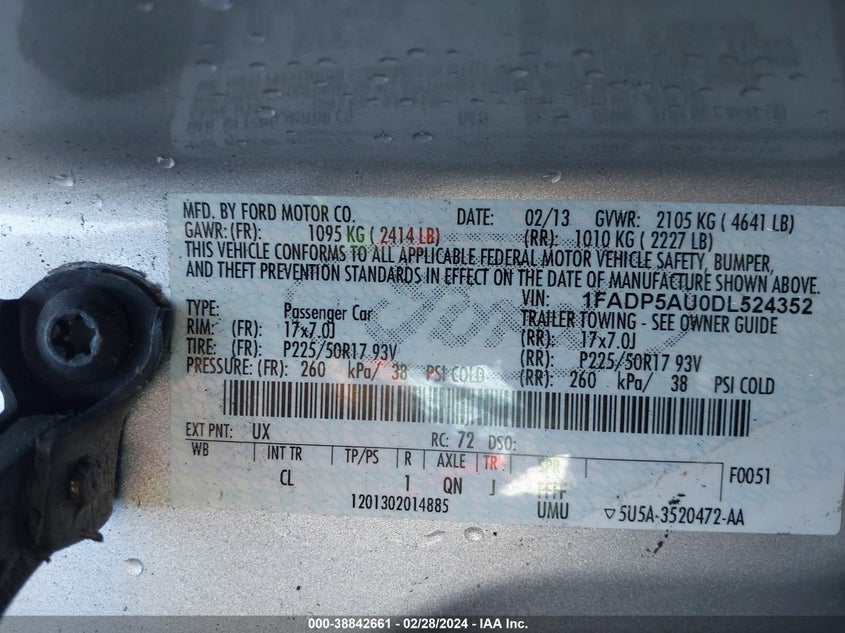 MFD. BY FORD MOTOR CO. DATE: 02/13 GVWR: 2105 KG ( 4641 LB)
GAWR: (FR): 1095 KG ( 2414 LB) (RR): 1010 KG ( 2227 LB)
THIS VEHICLE CONFORMS TO ALL APPLICABLE FEDERAL MOTOR VEHICLE SAFETY, BUMPER,
AND THEFT PREVENTION STANDARDS IN EFFECT ON THE DATE OF MANUFACTURE SHOWN ABOVE.
VIN: 1FADP5AU0DL524352
TYPE: Passenger Car TRAILER TOWING - SEE OWNER GUIDE
RIM: (FR): 17x7.0J (RR): 17x7.0J
TIRE: (FR): P225/50R17 93V (RR): P225/50R17 93V
PRESSURE: (FR): 260 kPa/ 38 PSI COLD (RR): 260 kPa/ 38 PSI COLD
EXT PNT: UX RC: 72 DSO:
WB INT TR TP/PS R AXLE TR SPR F0051
CL 1 QN J FFFF
1201302014885 UMU ▽5U5A-3520472-AA
000-38842661 - 02/28/2024 - IAA Inc.